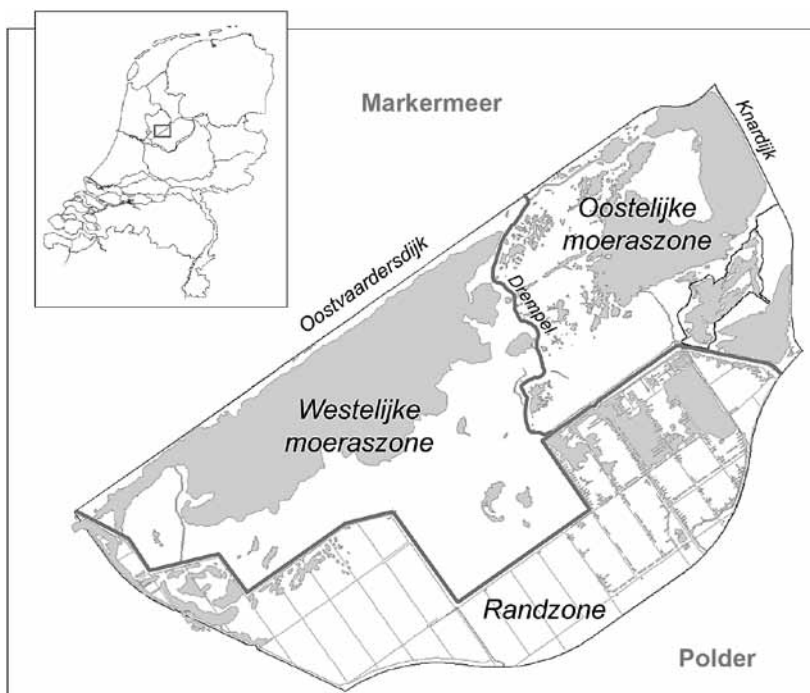 Markermeer
Knardijk
Oostelijke
moeraszone
Oostvaardersdijk
Drempel
Westelijke
moeraszone
Randzone
Polder